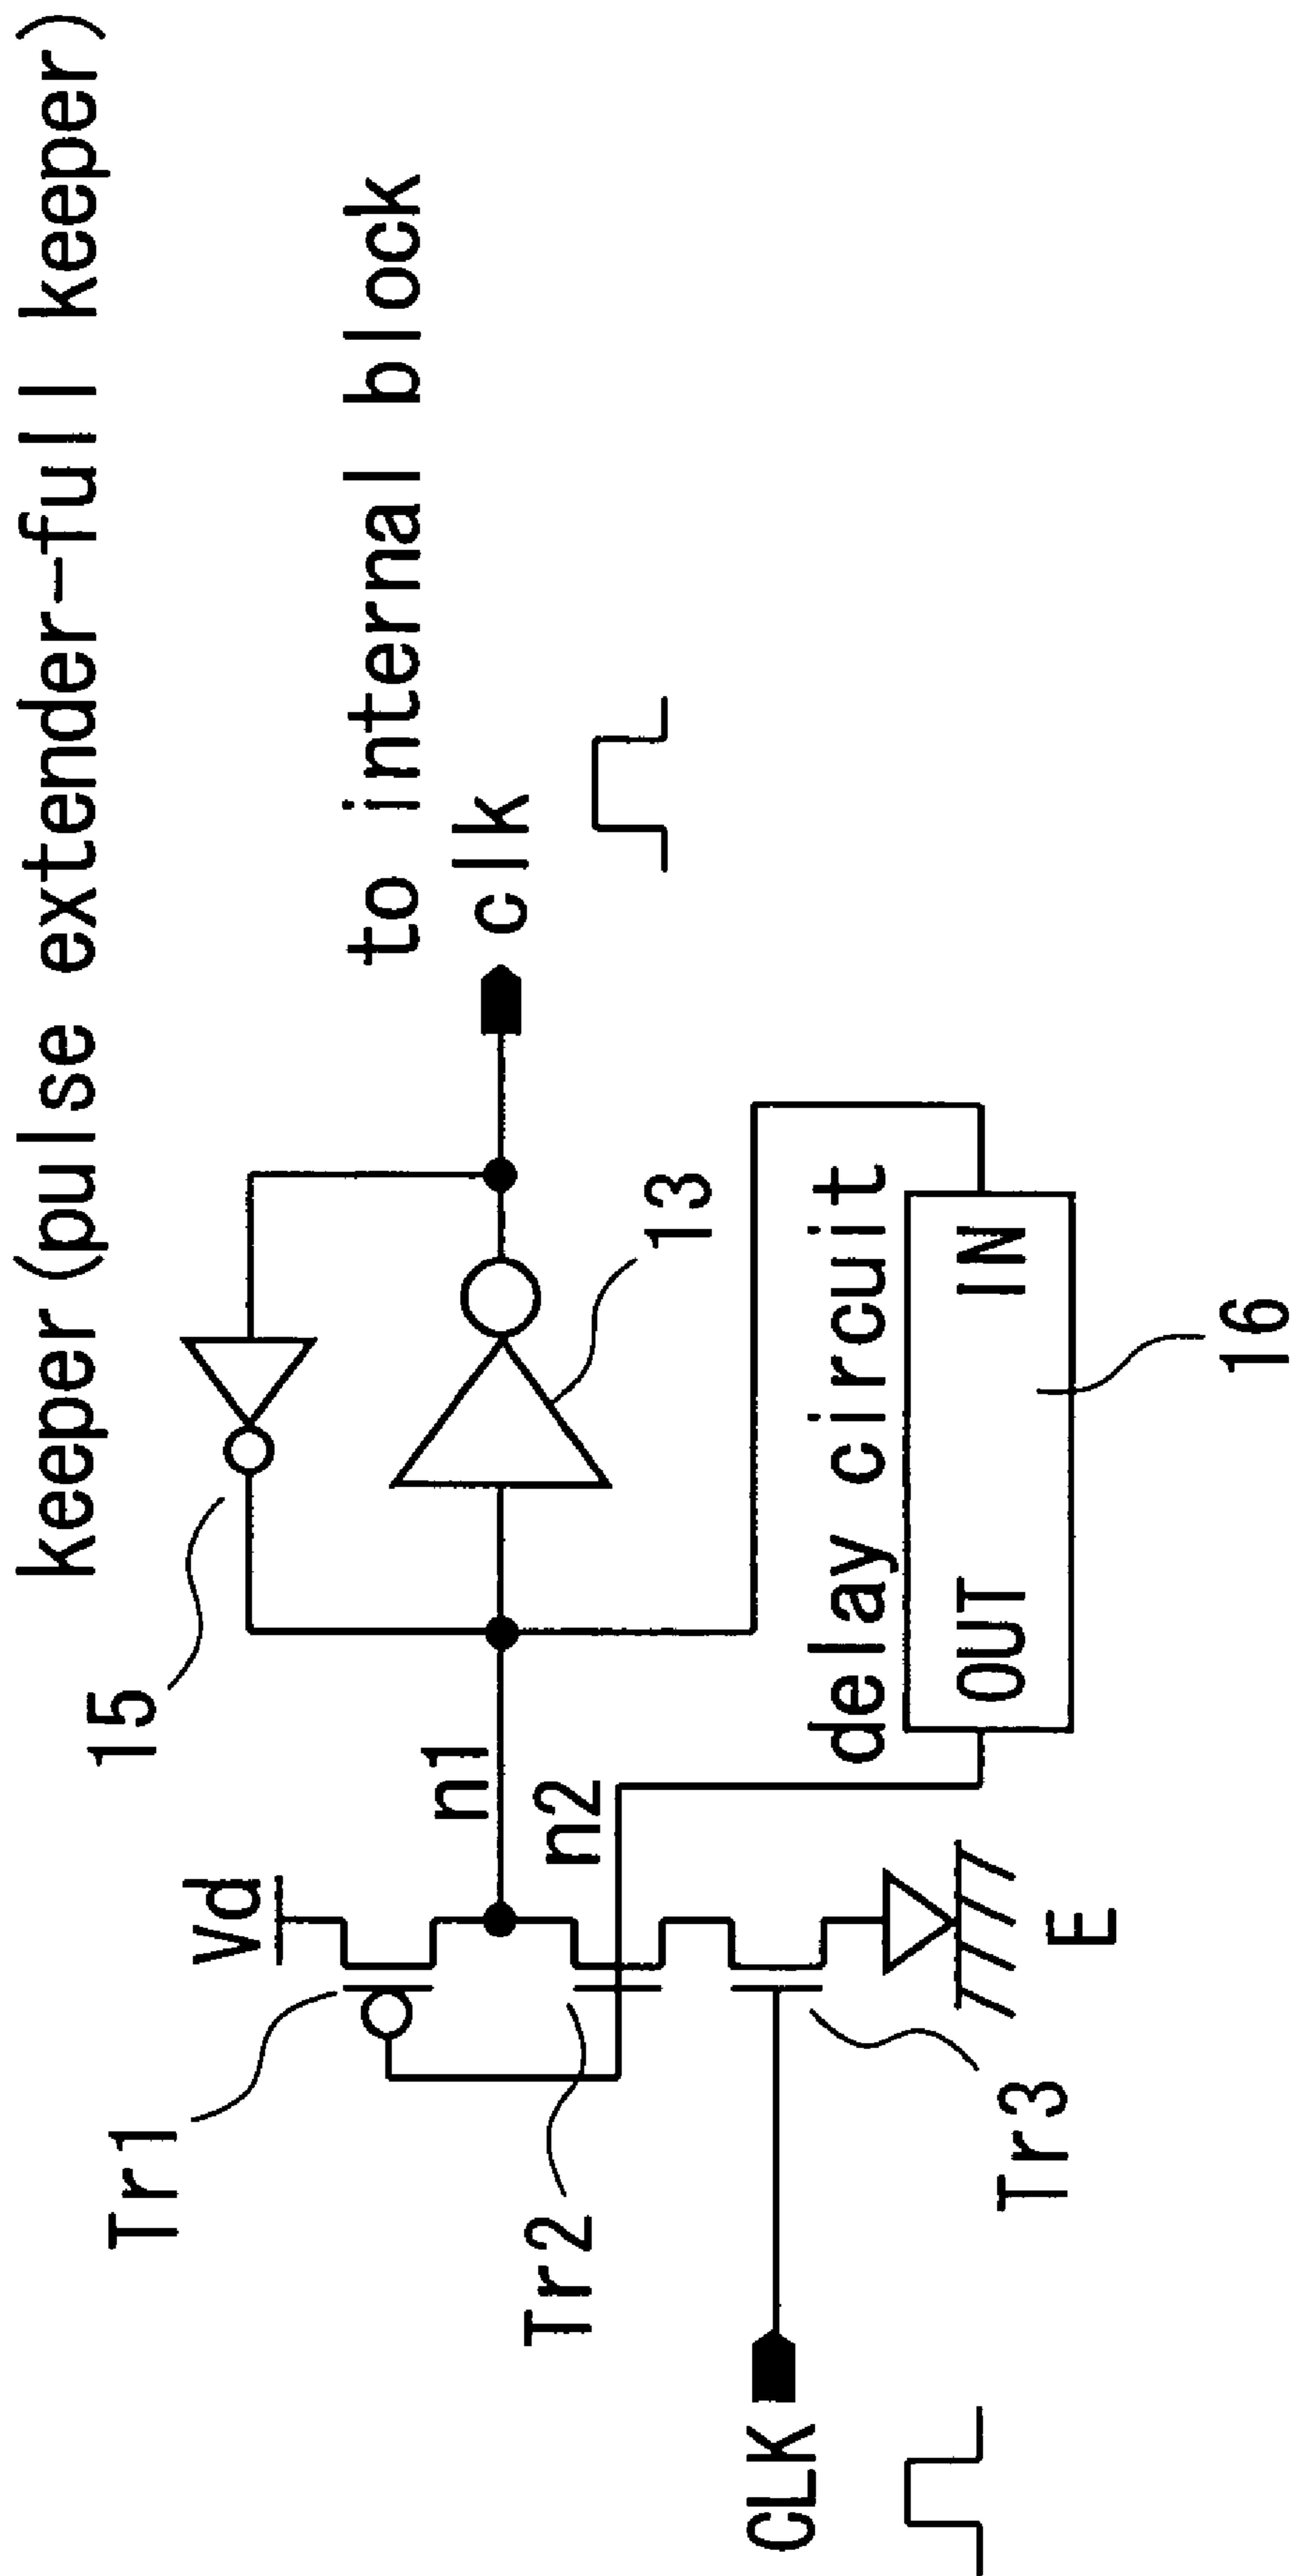 keeper(pulse extender-full keeper)
15
to internal block
clk
Vd
Tr1
n1
n2
13
Tr2
delay circuit
OUT
IN
CLK
Tr3
E
16